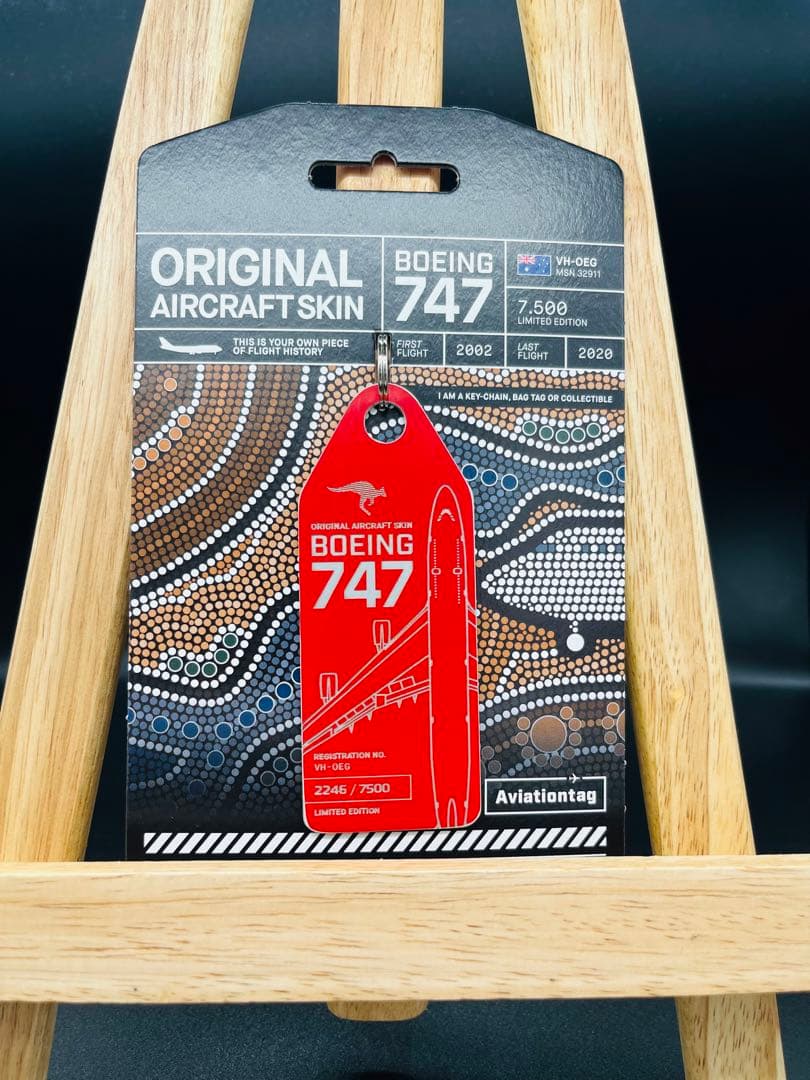 ORIGINAL
AIRCRAFT SKIN
BOEING
747
VH-OEG
MSN 32911
7.500
LIMITED EDITION
THIS IS YOUR OWN PIECE
OF FLIGHT HISTORY
FIRST
FLIGHT
2002
LAST
FLIGHT
2020
I AM A KEY-CHAIN, BAG TAG OR COLLECTIBLE
ORIGINAL AIRCRAFT SKIN
BOEING
747
REGISTRATION NO.
VH-OEG
2246 / 7500
LIMITED EDITION
Aviationtag